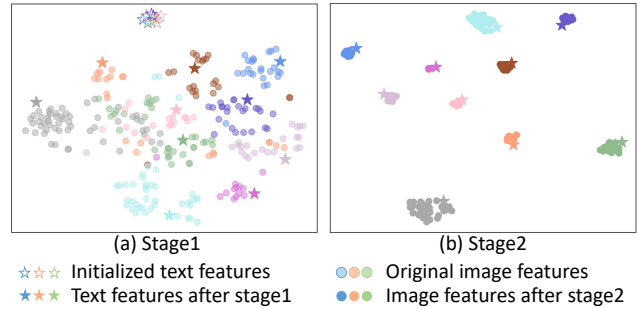 (a) Stage1
(b) Stage2
Initialized text features
Original image features
Text features after stage1
Image features after stage2